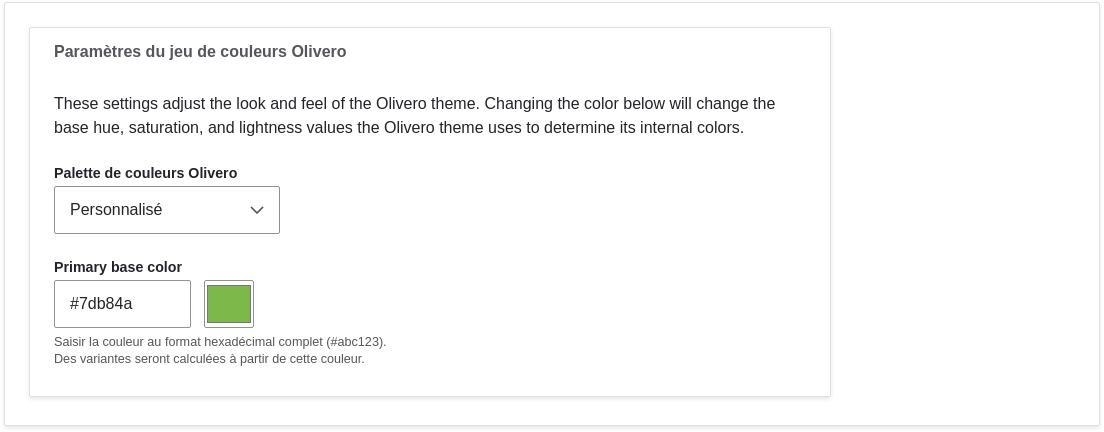 Paramètres du jeu de couleurs Olivero
These settings adjust the look and feel of the Olivero theme. Changing the color below will change the
base hue, saturation, and lightness values the Olivero theme uses to determine its internal colors.
Palette de couleurs Olivero
Personnalisé
Primary base color
#7db84a
Saisir la couleur au format hexadécimal complet (#abc123).
Des variantes seront calculées à partir de cette couleur.